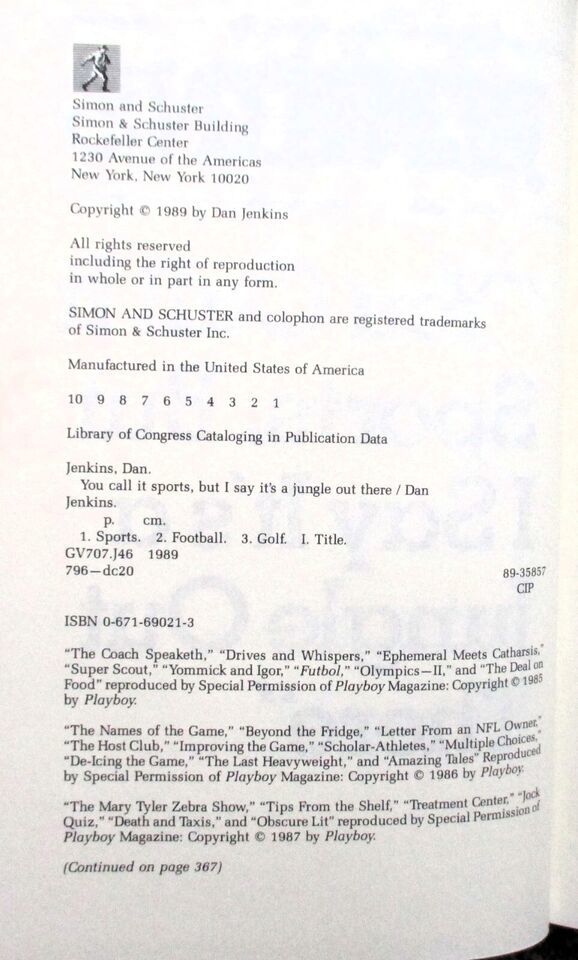 Simon and Schuster
Simon & Schuster Building
Rockefeller Center
1230 Avenue of the Americas
New York, New York 10020
Copyright © 1989 by Dan Jenkins
All rights reserved
including the right of reproduction
in whole or in part in any form.
SIMON AND SCHUSTER and colophon are registered trademarks
of Simon & Schuster Inc.
Manufactured in the United States of America
10 9 8 7 6 5 4 3 2 1
Library of Congress Cataloging in Publication Data
Jenkins, Dan.
You call it sports, but I say it's a jungle out there / Dan
Jenkins.
p. cm.
1. Sports. 2. Football. 3. Golf. I. Title.
GV707.J46 1989
796—dc20 89-35857
CIP
ISBN 0-671-69021-3
"The Coach Speaketh," "Drives and Whispers," "Ephemeral Meets Catharsis,"
"Super Scout," "Yommick and Igor," "Futbol," "Olympics—II," and "The Deal on
Food" reproduced by Special Permission of Playboy Magazine: Copyright © 1985
by Playboy.
"The Names of the Game," "Beyond the Fridge," "Letter From an NFL Owner,"
"The Host Club," "Improving the Game," "Scholar-Athletes," "Multiple Choices,"
"De-Icing the Game," "The Last Heavyweight," and "Amazing Tales" Reproduced
by Special Permission of Playboy Magazine: Copyright © 1986 by Playboy.
"The Mary Tyler Zebra Show," "Tips From the Shelf," "Treatment Center," "Jock
Quiz," "Death and Taxis," and "Obscure Lit" reproduced by Special Permission of
Playboy Magazine: Copyright © 1987 by Playboy.
(Continued on page 367)